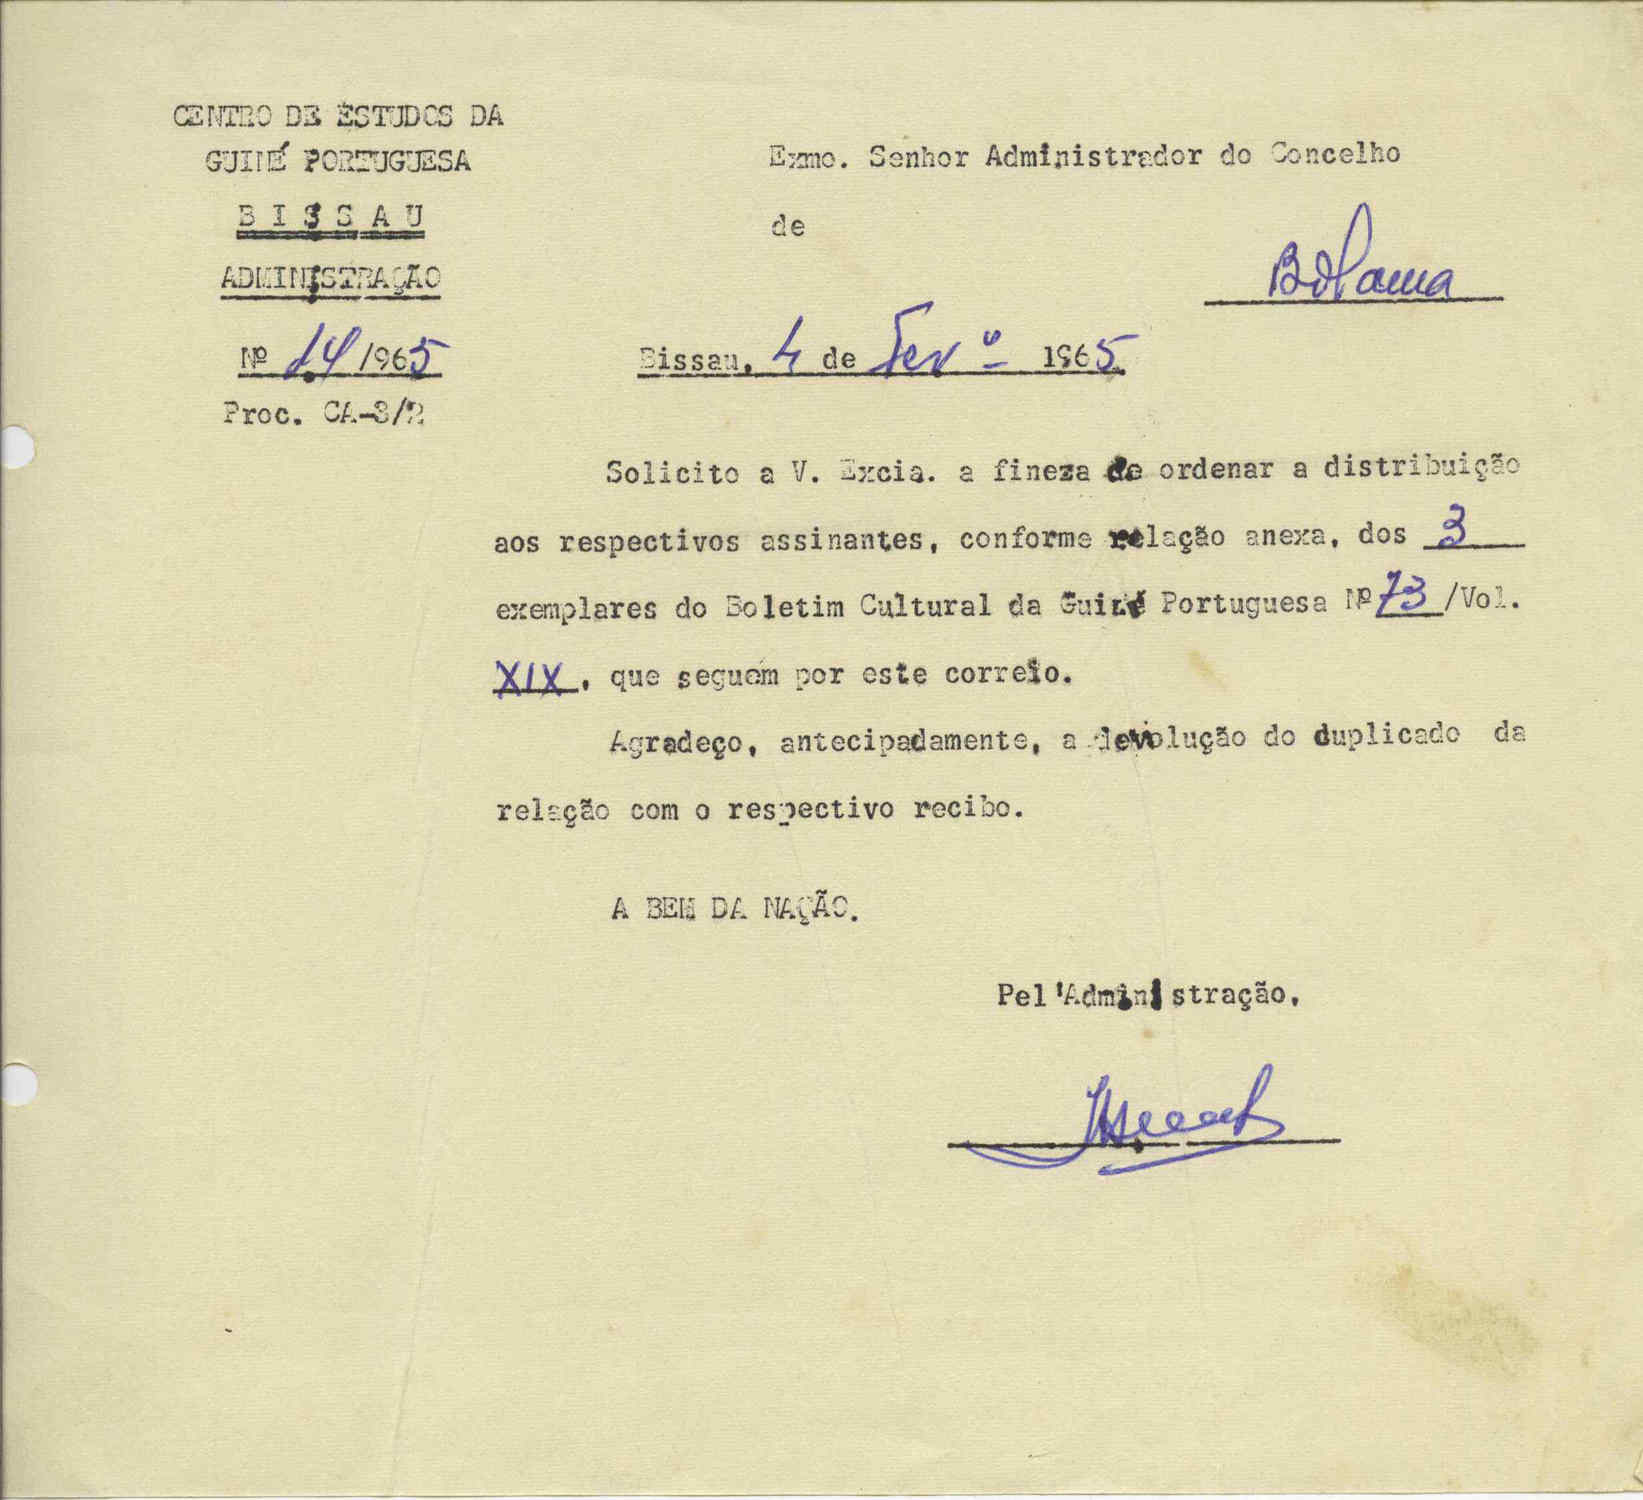 CENTRO DE ESTUDOS DA
GUINÉ PORTUGUESA
B I S S A U
ADMINISTRAÇÃO
Nº 14/1965
Proc. CA-3/2
Exmo. Senhor Administrador do Concelho
de
Bolama
Bissau, 4 de Fevº 1965
Solicito a V. Excia. a fineza de ordenar a distribuição
aos respectivos assinantes, conforme relação anexa, dos 3
exemplares do Boletim Cultural da Guiné Portuguesa Nº 73/Vol.
XIX, que seguem por este correio.
Agradeço, antecipadamente, a devolução do duplicado da
relação com o respectivo recibo.
A BEM DA NAÇÃO.
Pel'Administração,